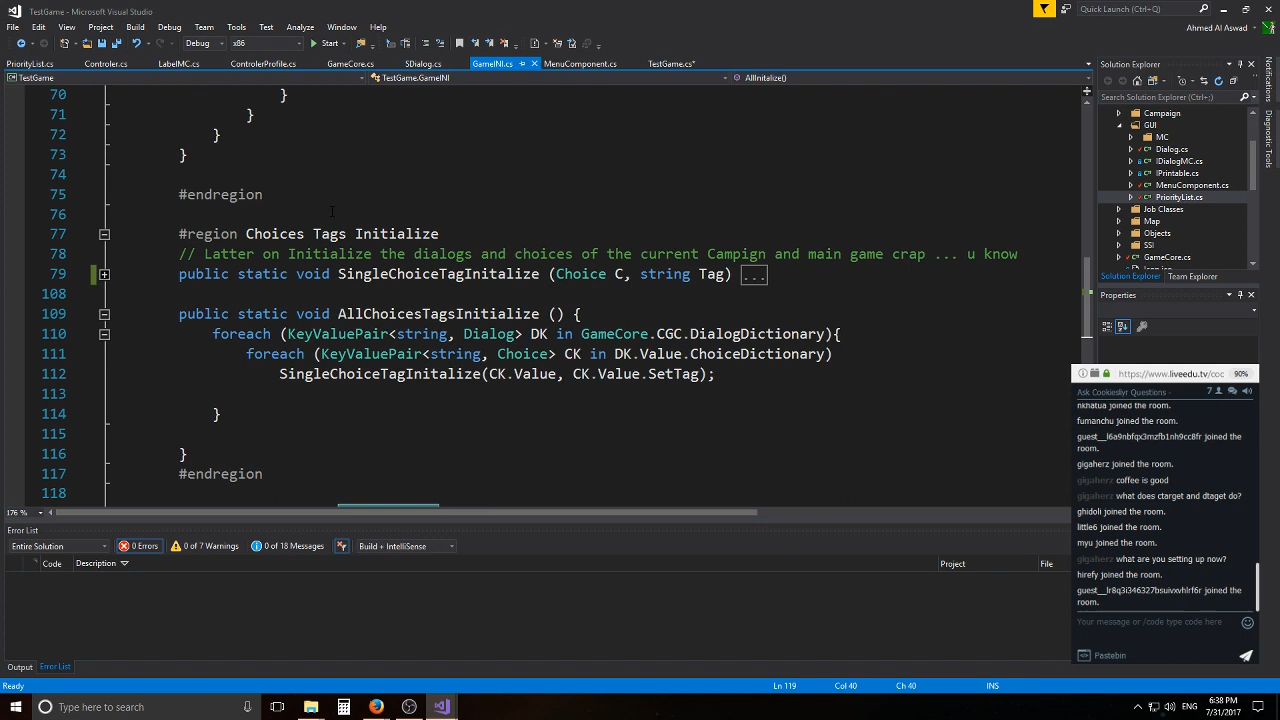 TestGame - Microsoft Visual Studio
Quick Launch (Ctrl+;)
File Edit View Project Build Debug Team Tools Analyze Window Help
Ahmed Al Aswad
Debug x86 Start
PriorityList.cs Controler.cs LabelMC.cs ControlerProfile.cs GameCore.cs SDialog.cs GameINI.cs MenuComponent.cs TestGame.cs*
TestGame TestGame.GameINI AllInitalize()
70 }
71 }
72 }
73 }
74
75 #endregion
76
77 #region Choices Tags Initialize
78 // Latter on Initialize the dialogs and choices of the current Campign and main game crap ... u know
79 public static void SingleChoiceTagInitalize (Choice C, string Tag) ...
108
109 public static void AllChoicesTagsInitialize () {
110 foreach (KeyValuePair<string, Dialog> DK in GameCore.CGC.DialogDictionary){
111 foreach (KeyValuePair<string, Choice> CK in DK.Value.ChoiceDictionary)
112 SingleChoiceTagInitalize(CK.Value, CK.Value.SetTag);
113
114 }
115
116 }
117 #endregion
118
176 %
Solution Explorer
Search Solution Explorer (Ctrl+;)
Campaign
GUI
MC
Dialog.cs
IDialogMC.cs
IPrintable.cs
MenuComponent.cs
PriorityList.cs
Job Classes
Map
Objects
SSI
GameCore.cs
Solution Explorer Team Explorer
Properties
Notifications
Diagnostic Tools
https://www.liveedu.tv/coc 90%
Ask Cookieslyr Questions - 7
nkhatua joined the room.
fumanchu joined the room.
guest__l6a9nbfqx3mzfb1nh9cc8fr joined the
room.
gigaherz joined the room.
gigaherz coffee is good
gigaherz what does ctarget and dtaget do?
ghidoli joined the room.
little6 joined the room.
myu joined the room.
gigaherz what are you setting up now?
hirefy joined the room.
guest__lr8q3i346327bsuivxvhlrf6r joined the
room.
Your message or /code type code here
Pastebin
Error List
Entire Solution 0 Errors 0 of 7 Warnings 0 of 18 Messages Build + IntelliSense
Code Description Project File
Output Error List
Ready Ln 119 Col 40 Ch 40 INS
Type here to search
6:38 PM
7/31/2017